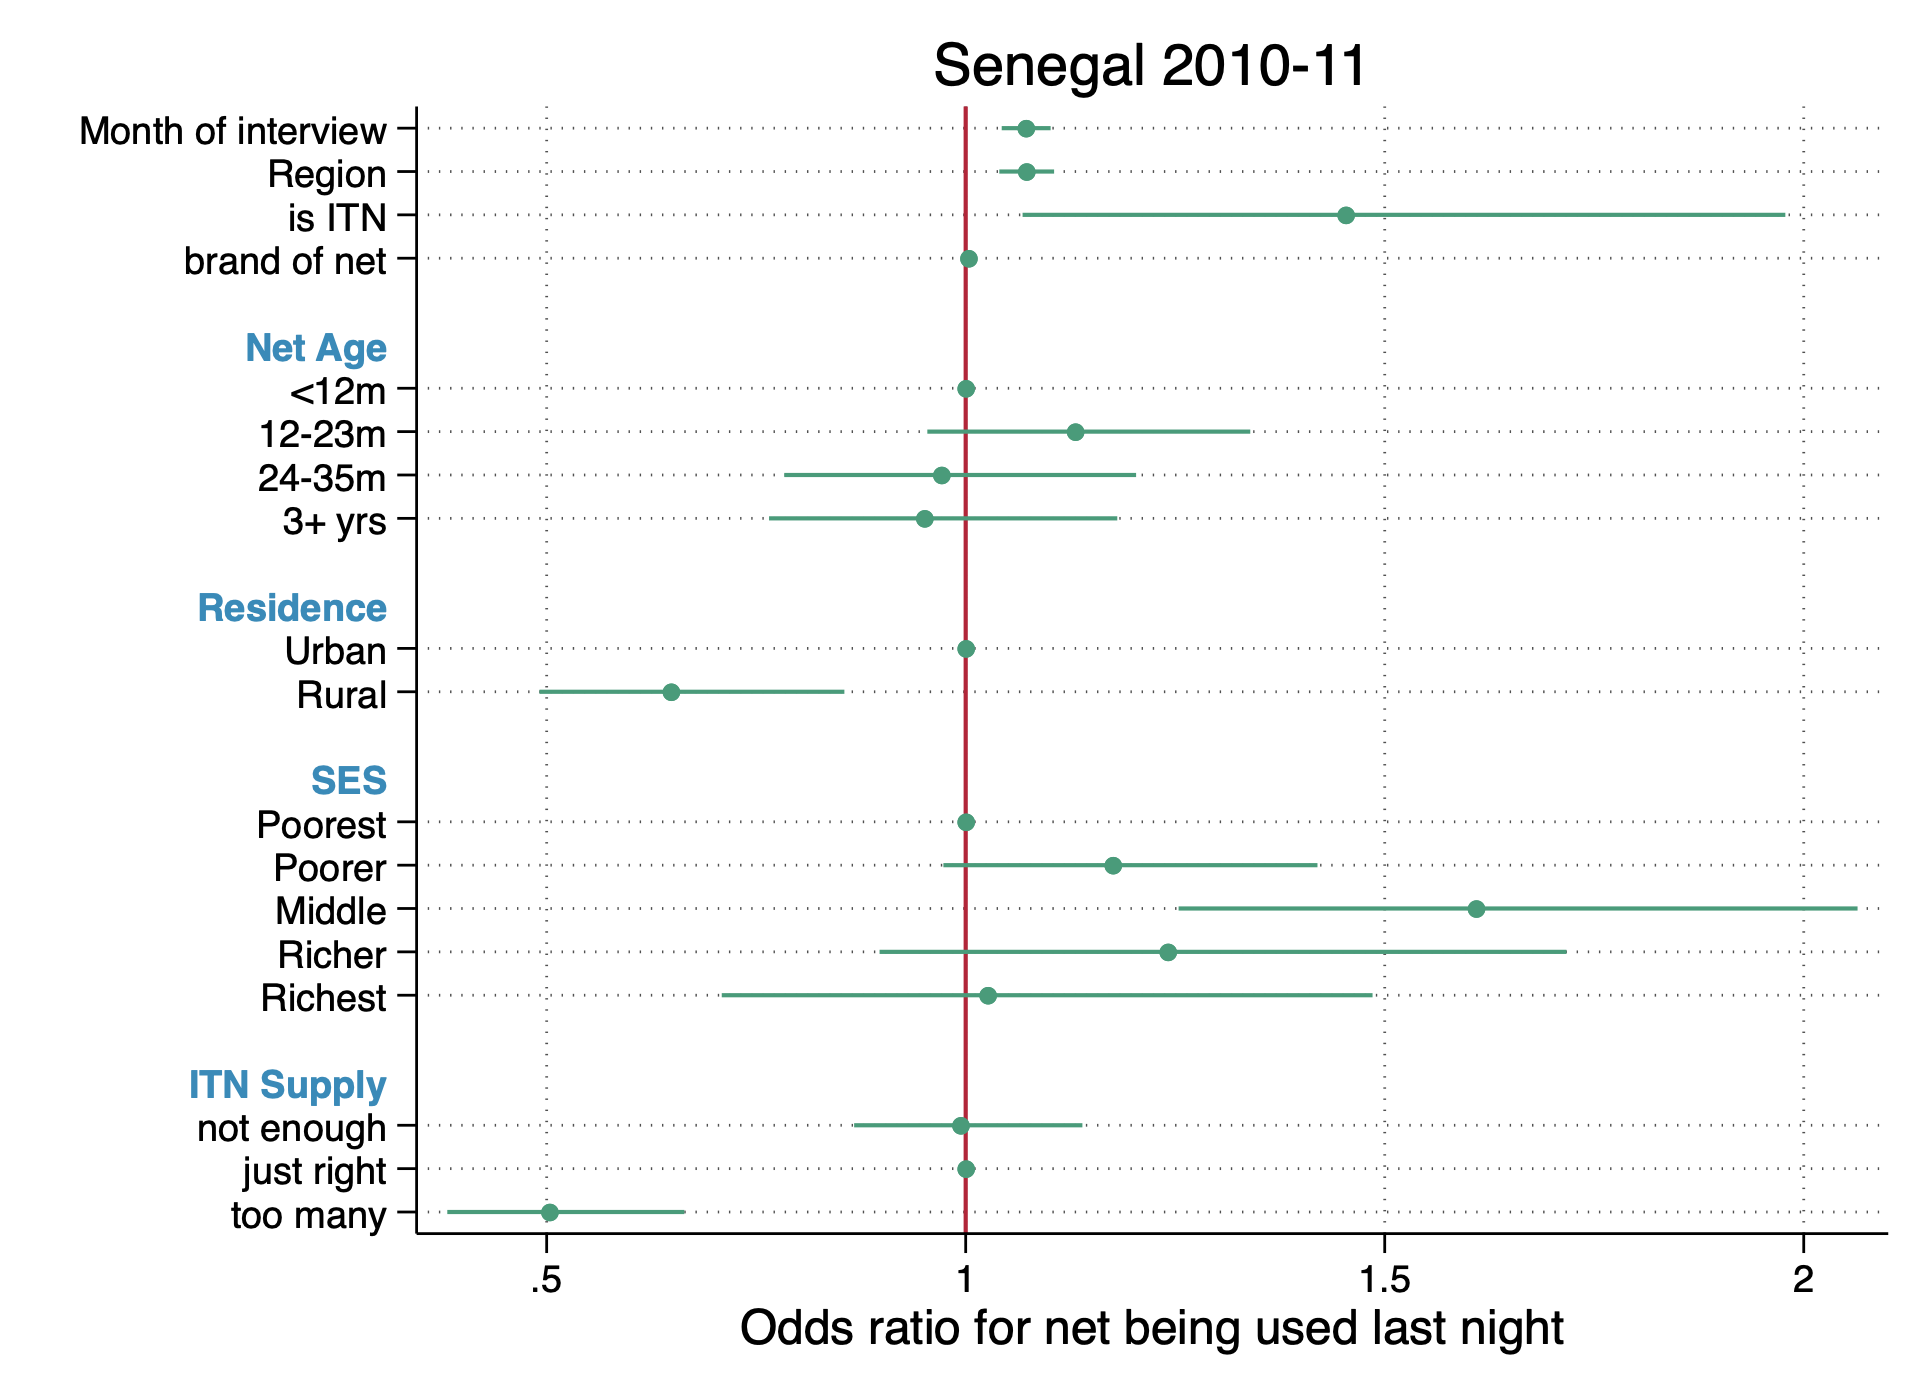 Senegal 2010-11
Month of interview
Region
is ITN
brand of net
Net Age
<12m
12-23m
24-35m
3+ yrs
Residence
Urban
Rural
SES
Poorest
Poorer
Middle
Richer
Richest
ITN Supply
not enough
just right
too many
.5 1 1.5 2
Odds ratio for net being used last night